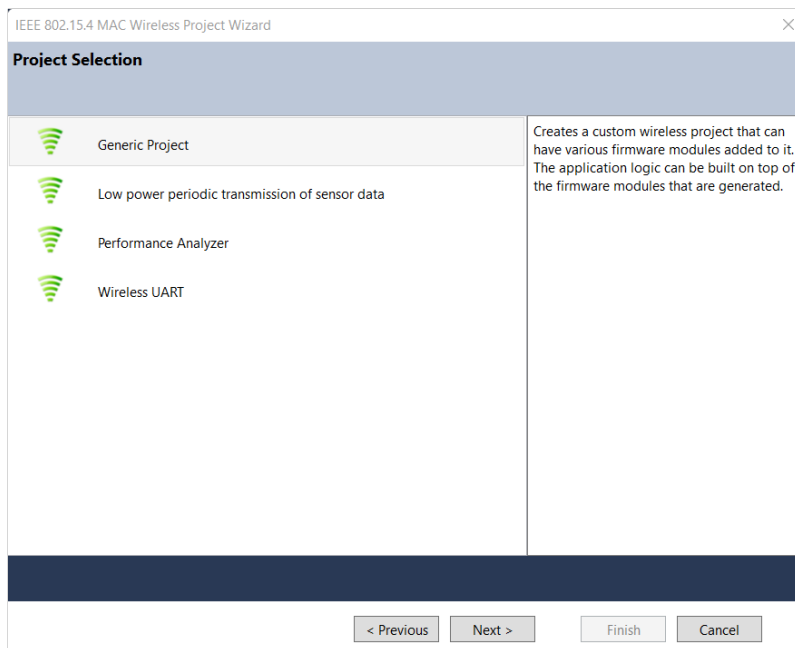 IEEE 802.15.4 MAC Wireless Project Wizard
Project Selection
Generic Project
Low power periodic transmission of sensor data
Performance Analyzer
Wireless UART
Creates a custom wireless project that can
have various firmware modules added to it.
The application logic can be built on top of
the firmware modules that are generated.
< Previous
Next >
Finish
Cancel